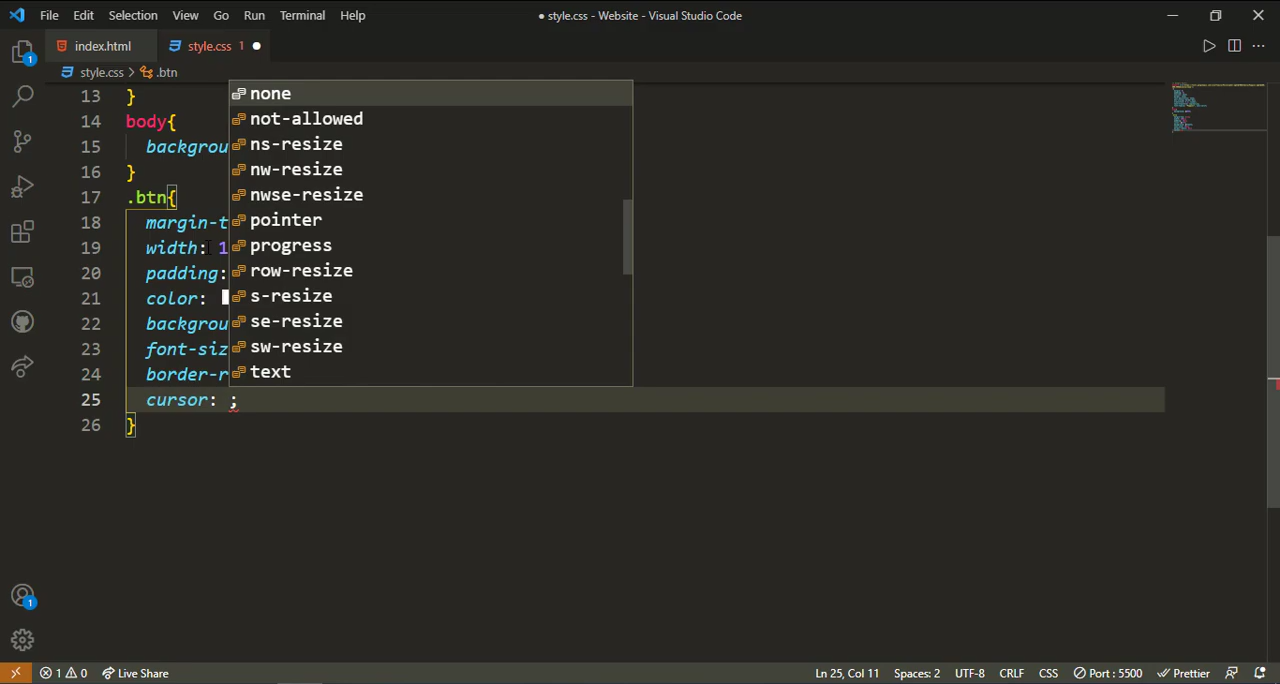 File Edit Selection View Go Run Terminal Help
● style.css - Website - Visual Studio Code
index.html style.css 1 ●
style.css > .btn
13 }
14 body{
15 backgrou
16 }
17 .btn{
18 margin-t
19 width: 1
20 padding:
21 color:
22 backgrou
23 font-siz
24 border-r
25 cursor: ;
26 }
none
not-allowed
ns-resize
nw-resize
nwse-resize
pointer
progress
row-resize
s-resize
se-resize
sw-resize
text
1
1
1 0 Live Share Ln 25, Col 11 Spaces: 2 UTF-8 CRLF CSS Port : 5500 Prettier